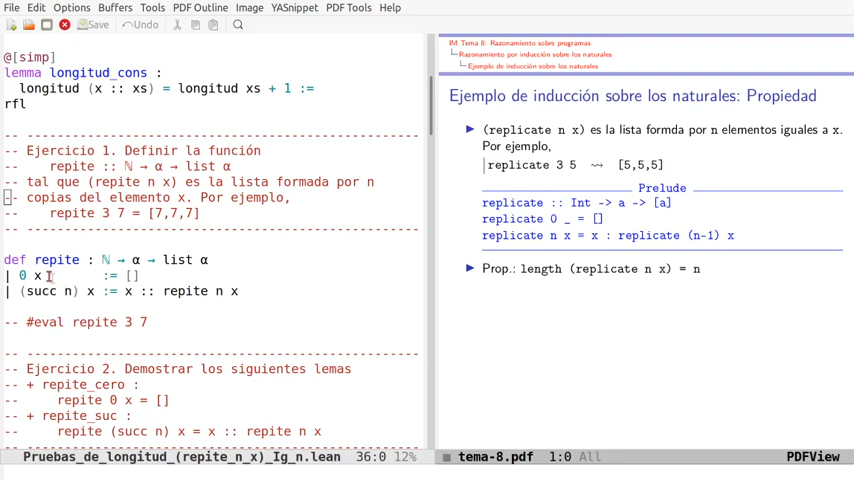 File Edit Options Buffers Tools PDF Outline Image YASnippet PDF Tools Help
Save Undo
@[simp]
lemma longitud_cons :
longitud (x :: xs) = longitud xs + 1 :=
rfl
-- ---------------------------------------------------
-- Ejercicio 1. Definir la función
-- repite :: ℕ → α → list α
-- tal que (repite n x) es la lista formada por n
-- copias del elemento x. Por ejemplo,
-- repite 3 7 = [7,7,7]
-- ---------------------------------------------------
def repite : ℕ → α → list α
| 0 x := []
| (succ n) x := x :: repite n x
-- #eval repite 3 7
-- ---------------------------------------------------
-- Ejercicio 2. Demostrar los siguientes lemas
-- + repite_cero :
-- repite 0 x = []
-- + repite_suc :
-- repite (succ n) x = x :: repite n x
-- ---------------------------------------------------
Pruebas_de_longitud_(repite_n_x)_Ig_n.lean 36:0 12%
IM Tema 8: Razonamiento sobre programas
Razonamiento por inducción sobre los naturales
Ejemplo de inducción sobre los naturales
Ejemplo de inducción sobre los naturales: Propiedad
▶ (replicate n x) es la lista formda por n elementos iguales a x.
Por ejemplo,
replicate 3 5 ⇝ [5,5,5]
Prelude
replicate :: Int -> a -> [a]
replicate 0 _ = []
replicate n x = x : replicate (n-1) x
▶ Prop.: length (replicate n x) = n
tema-8.pdf 1:0 All PDFView